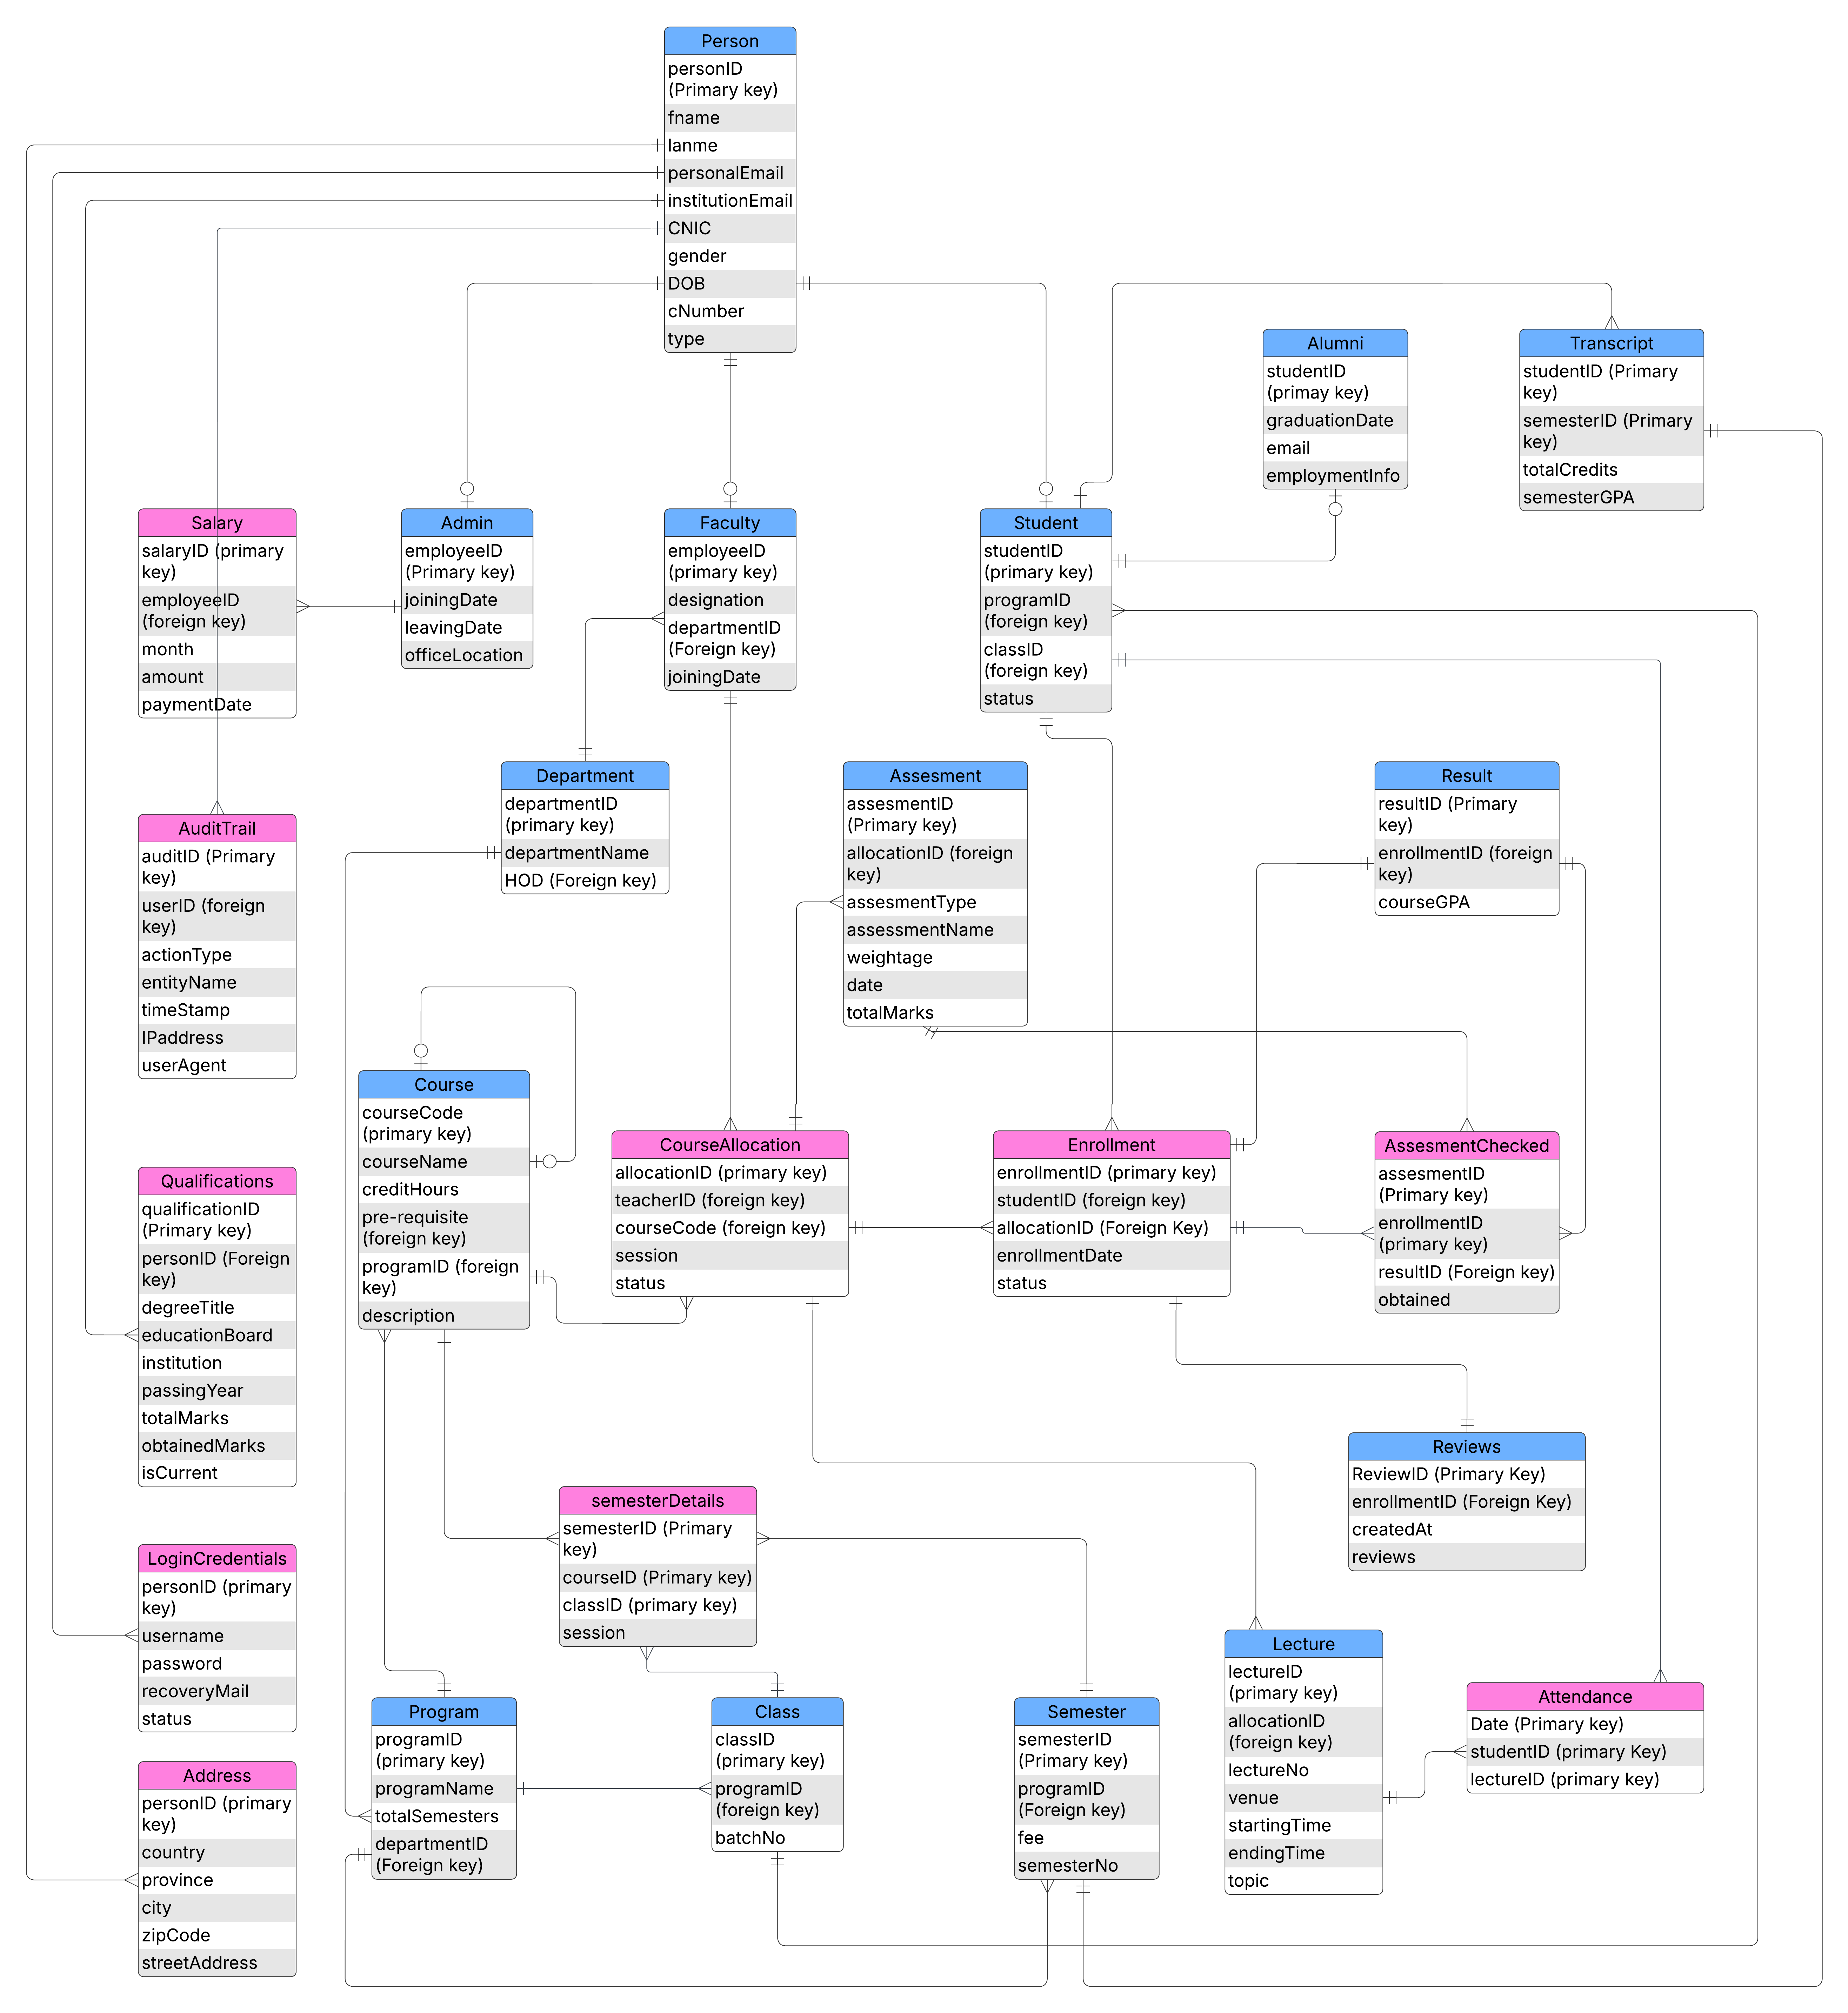 Person
personID
(Primary key)
fname
lanme
personalEmail
institutionEmail
CNIC
gender
DOB
cNumber
type
Alumni
studentID
(primay key)
graduationDate
email
employmentInfo
Transcript
studentID (Primary
key)
semesterID (Primary
key)
totalCredits
semesterGPA
Salary
salaryID (primary
key)
employeeID
(foreign key)
month
amount
paymentDate
Admin
employeeID
(Primary key)
joiningDate
leavingDate
officeLocation
Faculty
employeeID
(primary key)
designation
departmentID
(Foreign key)
joiningDate
Student
studentID
(primary key)
programID
(foreign key)
classID
(foreign key)
status
Department
departmentID
(primary key)
departmentName
HOD (Foreign key)
Assesment
assesmentID
(Primary key)
allocationID (foreign
key)
assesmentType
assessmentName
weightage
date
totalMarks
Result
resultID (Primary
key)
enrollmentID (foreign
key)
courseGPA
AuditTrail
auditID (Primary
key)
userID (foreign
key)
actionType
entityName
timeStamp
IPaddress
userAgent
Course
courseCode
(primary key)
courseName
creditHours
pre-requisite
(foreign key)
programID (foreign
key)
description
CourseAllocation
allocationID (primary key)
teacherID (foreign key)
courseCode (foreign key)
session
status
Enrollment
enrollmentID (primary key)
studentID (foreign key)
allocationID (Foreign Key)
enrollmentDate
status
AssesmentChecked
assesmentID
(Primary key)
enrollmentID
(primary key)
resultID (Foreign key)
obtained
Qualifications
qualificationID
(Primary key)
personID (Foreign
key)
degreeTitle
educationBoard
institution
passingYear
totalMarks
obtainedMarks
isCurrent
Reviews
ReviewID (Primary Key)
enrollmentID (Foreign Key)
createdAt
reviews
semesterDetails
semesterID (Primary
key)
courseID (Primary key)
classID (primary key)
session
LoginCredentials
personID (primary
key)
username
password
recoveryMail
status
Lecture
lectureID
(primary key)
allocationID
(foreign key)
lectureNo
venue
startingTime
endingTime
topic
Attendance
Date (Primary key)
studentID (primary Key)
lectureID (primary key)
Program
programID
(primary key)
programName
totalSemesters
departmentID
(Foreign key)
Class
classID
(primary key)
programID
(foreign key)
batchNo
Semester
semesterID
(Primary key)
programID
(Foreign key)
fee
semesterNo
Address
personID (primary
key)
country
province
city
zipCode
streetAddress